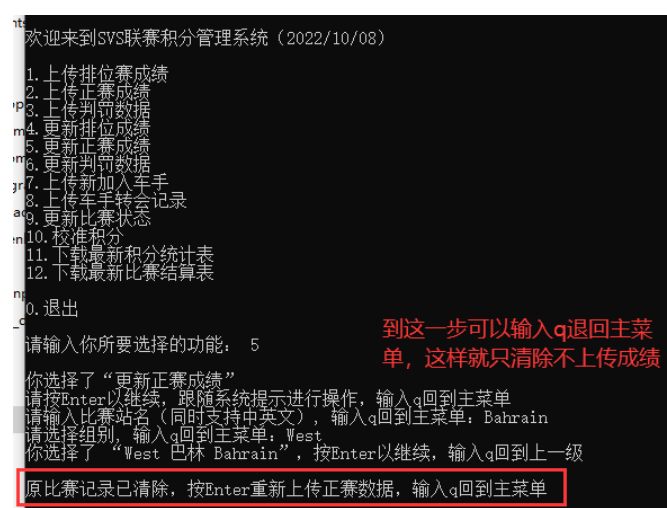 欢迎来到SVS联赛积分管理系统（2022/10/08）
1.上传排位赛成绩
2.上传正赛成绩
3.上传判罚数据
4.更新排位成绩
5.更新正赛成绩
6.更新判罚数据
7.上传新加入车手
8.上传车手转会记录
9.更新比赛状态
10.校准积分
11.下载最新积分统计表
12.下载最新比赛结算表
0.退出
到这一步可以输入q退回主菜
单，这样就只清除不上传成绩
请输入你所要选择的功能： 5
你选择了“更新正赛成绩”
请按Enter以继续，跟随系统提示进行操作，输入q回到主菜单
请输入比赛站名（同时支持中英文），输入q回到主菜单：Bahrain
请选择组别，输入q回到主菜单：West
你选择了 “West 巴林 Bahrain”，按Enter以继续，输入q回到上一级
原比赛记录已清除，按Enter重新上传正赛数据，输入q回到主菜单